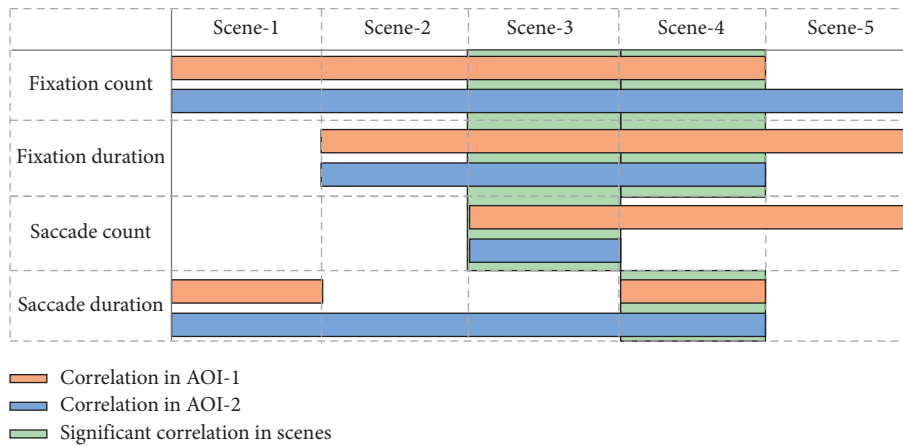 Scene-1 Scene-2 Scene-3 Scene-4 Scene-5
Fixation count
Fixation duration
Saccade count
Saccade duration
Correlation in AOI-1
Correlation in AOI-2
Significant correlation in scenes